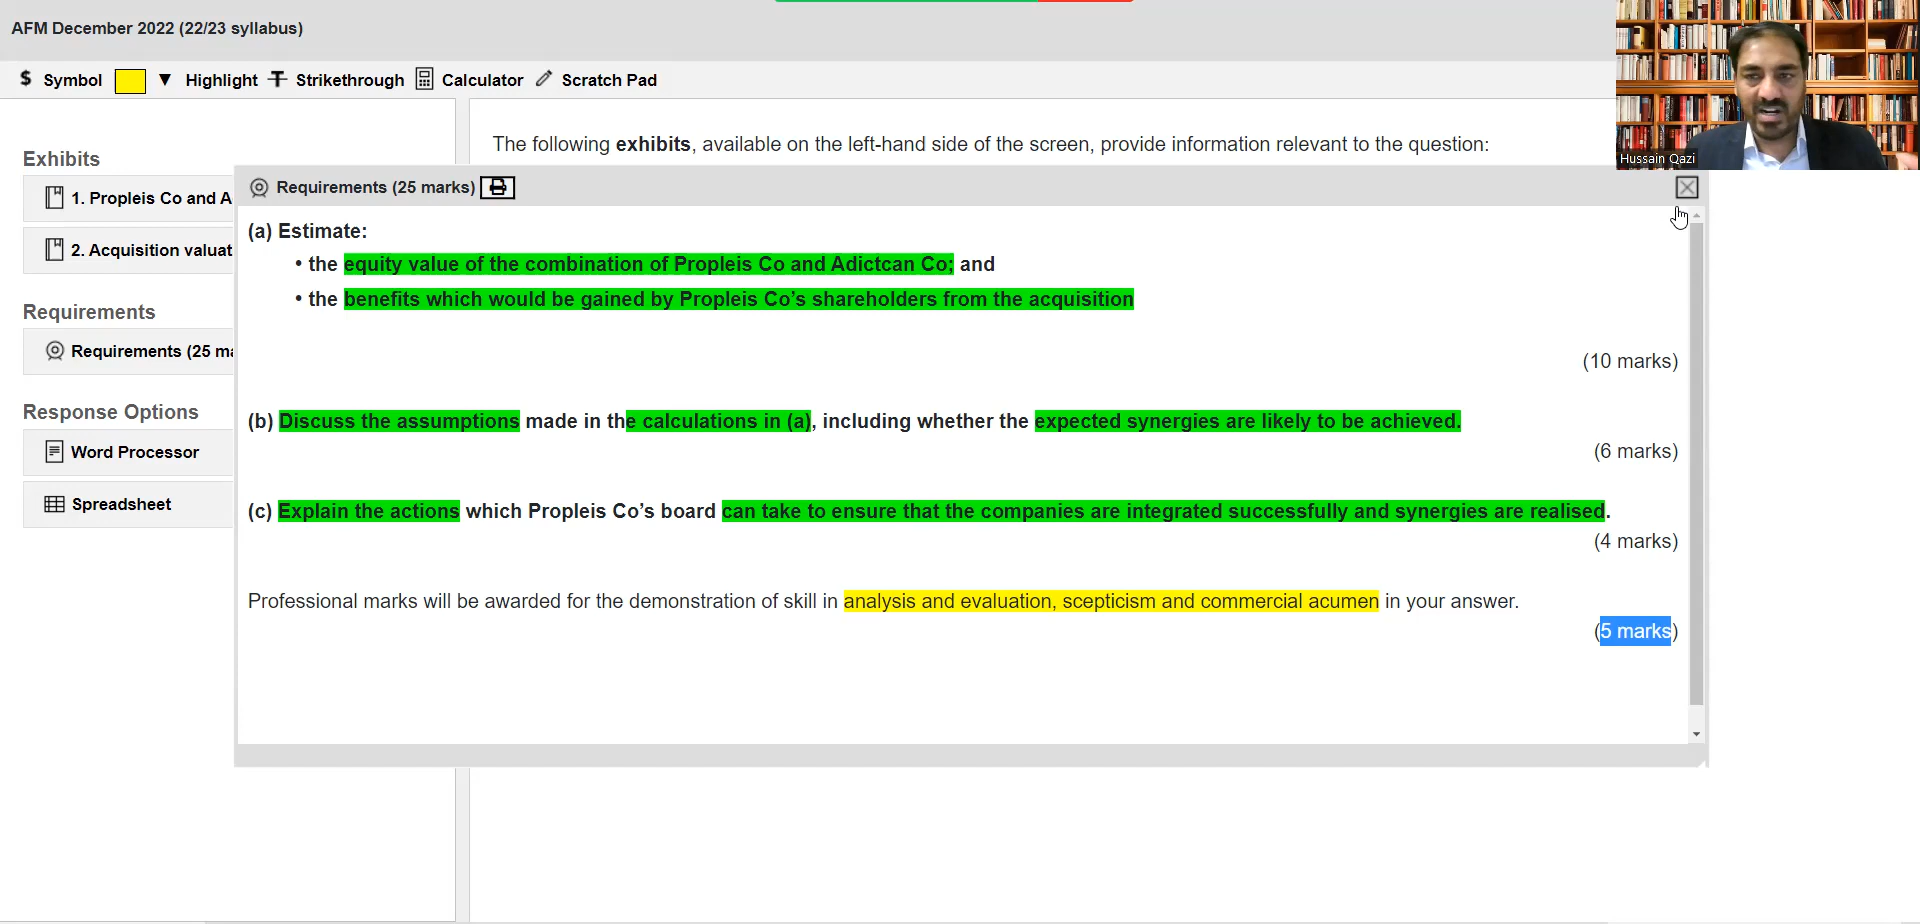 AFM December 2022 (22/23 syllabus)
$ Symbol ▼ Highlight Strikethrough Calculator Scratch Pad
Hussain Qazi
Exhibits
1. Propleis Co and A
2. Acquisition valuat
Requirements
Requirements (25 ma
Response Options
Word Processor
Spreadsheet
The following exhibits, available on the left-hand side of the screen, provide information relevant to the question:
Requirements (25 marks)
(a) Estimate:
• the equity value of the combination of Propleis Co and Adictcan Co; and
• the benefits which would be gained by Propleis Co’s shareholders from the acquisition
(10 marks)
(b) Discuss the assumptions made in the calculations in (a), including whether the expected synergies are likely to be achieved.
(6 marks)
(c) Explain the actions which Propleis Co’s board can take to ensure that the companies are integrated successfully and synergies are realised.
(4 marks)
Professional marks will be awarded for the demonstration of skill in analysis and evaluation, scepticism and commercial acumen in your answer.
(5 marks)